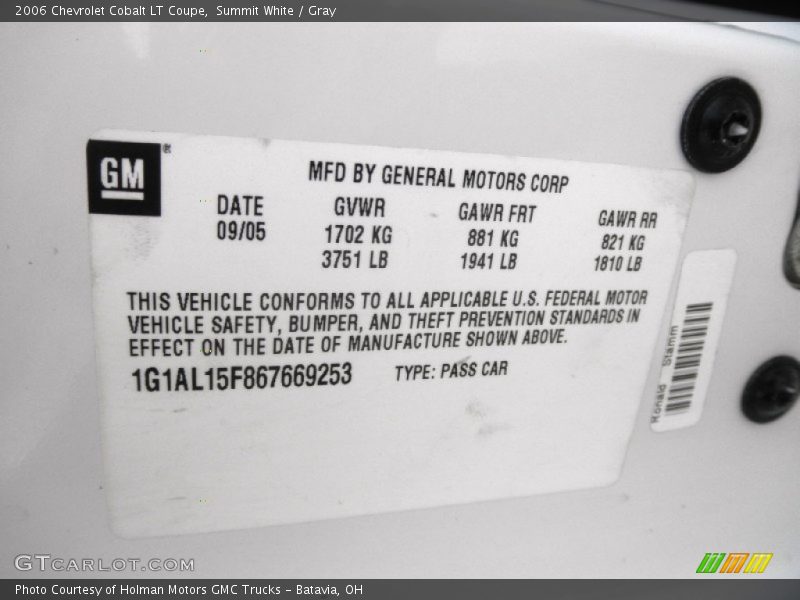 2006 Chevrolet Cobalt LT Coupe, Summit White / Gray
GM®
MFD BY GENERAL MOTORS CORP
DATE GVWR GAWR FRT GAWR RR
09/05 1702 KG 881 KG 821 KG
3751 LB 1941 LB 1810 LB
THIS VEHICLE CONFORMS TO ALL APPLICABLE U.S. FEDERAL MOTOR
VEHICLE SAFETY, BUMPER, AND THEFT PREVENTION STANDARDS IN
EFFECT ON THE DATE OF MANUFACTURE SHOWN ABOVE.
1G1AL15F867669253 TYPE: PASS CAR
Ronald Stamm
GTCARLOT.COM
Photo Courtesy of Holman Motors GMC Trucks - Batavia, OH